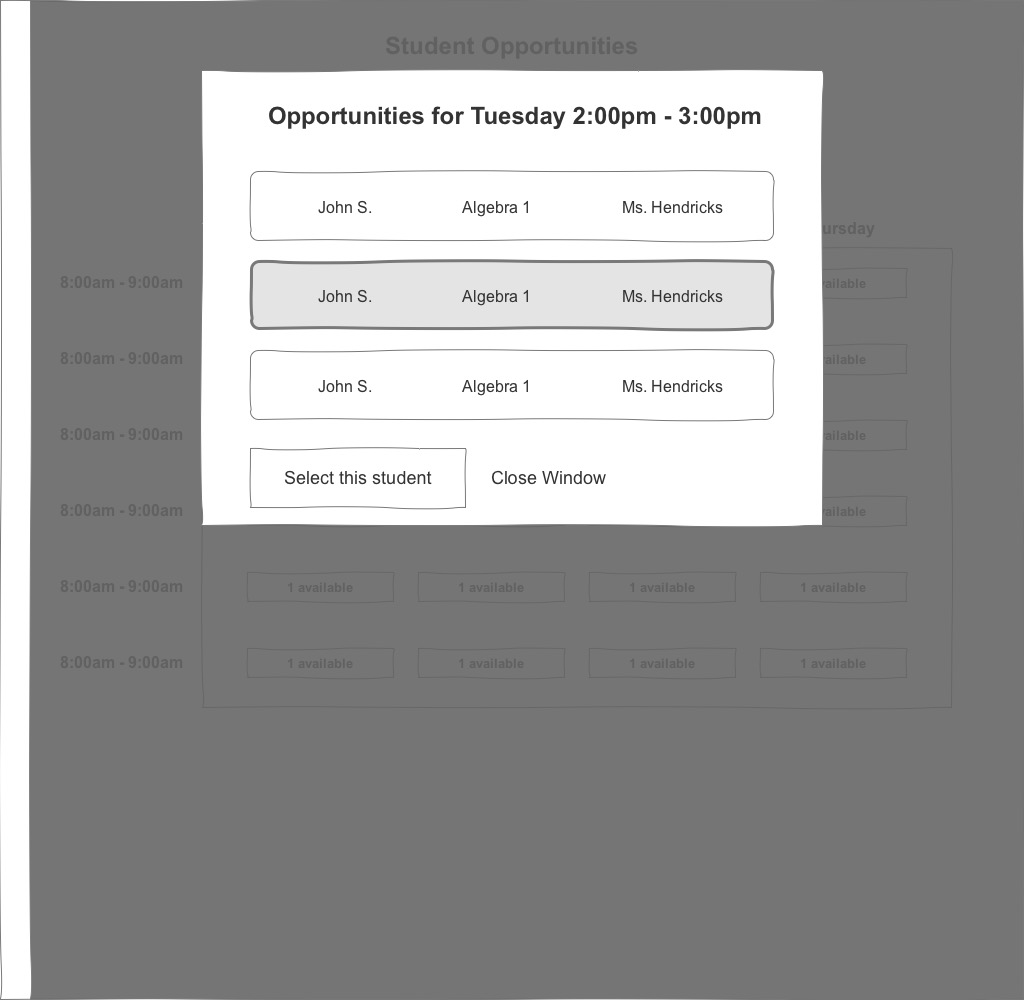 Student Opportunities
Opportunities for Tuesday 2:00pm - 3:00pm
John S. Algebra 1 Ms. Hendricks
John S. Algebra 1 Ms. Hendricks
John S. Algebra 1 Ms. Hendricks
Select this student Close Window
ursday
8:00am - 9:00am ailable
8:00am - 9:00am ailable
8:00am - 9:00am ailable
8:00am - 9:00am ailable
8:00am - 9:00am 1 available 1 available 1 available 1 available
8:00am - 9:00am 1 available 1 available 1 available 1 available